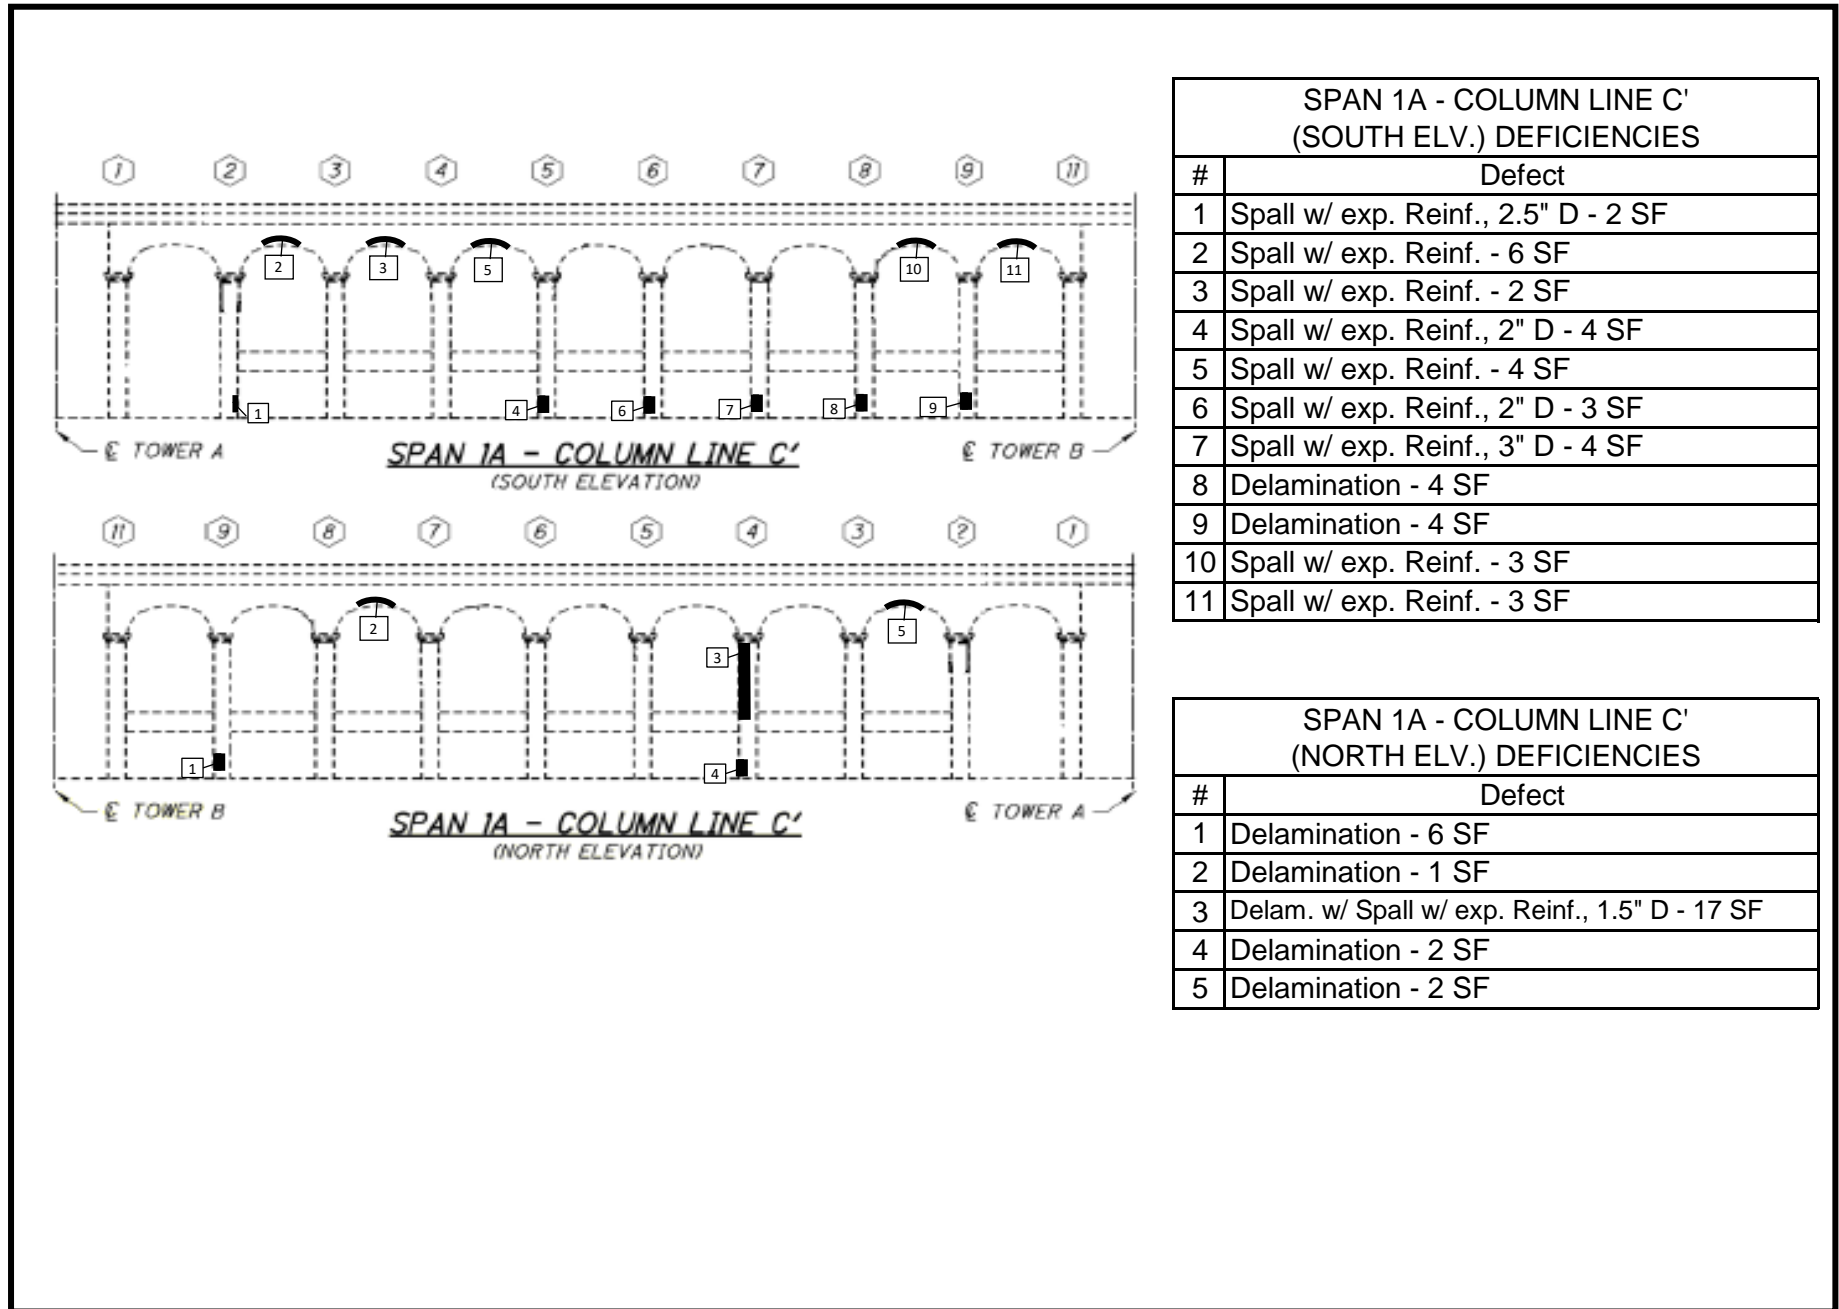 1 2 3 4 5 6 7 8 9 11
2 3 5 10 11
1 4 6 7 8 9
℄ TOWER A
SPAN 1A - COLUMN LINE C'
(SOUTH ELEVATION)
℄ TOWER B
11 9 8 7 6 5 4 3 2 1
2 5
3
1 4
℄ TOWER B
SPAN 1A - COLUMN LINE C'
(NORTH ELEVATION)
℄ TOWER A
SPAN 1A - COLUMN LINE C'
(SOUTH ELV.) DEFICIENCIES
# Defect
1 Spall w/ exp. Reinf., 2.5" D - 2 SF
2 Spall w/ exp. Reinf. - 6 SF
3 Spall w/ exp. Reinf. - 2 SF
4 Spall w/ exp. Reinf., 2" D - 4 SF
5 Spall w/ exp. Reinf. - 4 SF
6 Spall w/ exp. Reinf., 2" D - 3 SF
7 Spall w/ exp. Reinf., 3" D - 4 SF
8 Delamination - 4 SF
9 Delamination - 4 SF
10 Spall w/ exp. Reinf. - 3 SF
11 Spall w/ exp. Reinf. - 3 SF
SPAN 1A - COLUMN LINE C'
(NORTH ELV.) DEFICIENCIES
# Defect
1 Delamination - 6 SF
2 Delamination - 1 SF
3 Delam. w/ Spall w/ exp. Reinf., 1.5" D - 17 SF
4 Delamination - 2 SF
5 Delamination - 2 SF